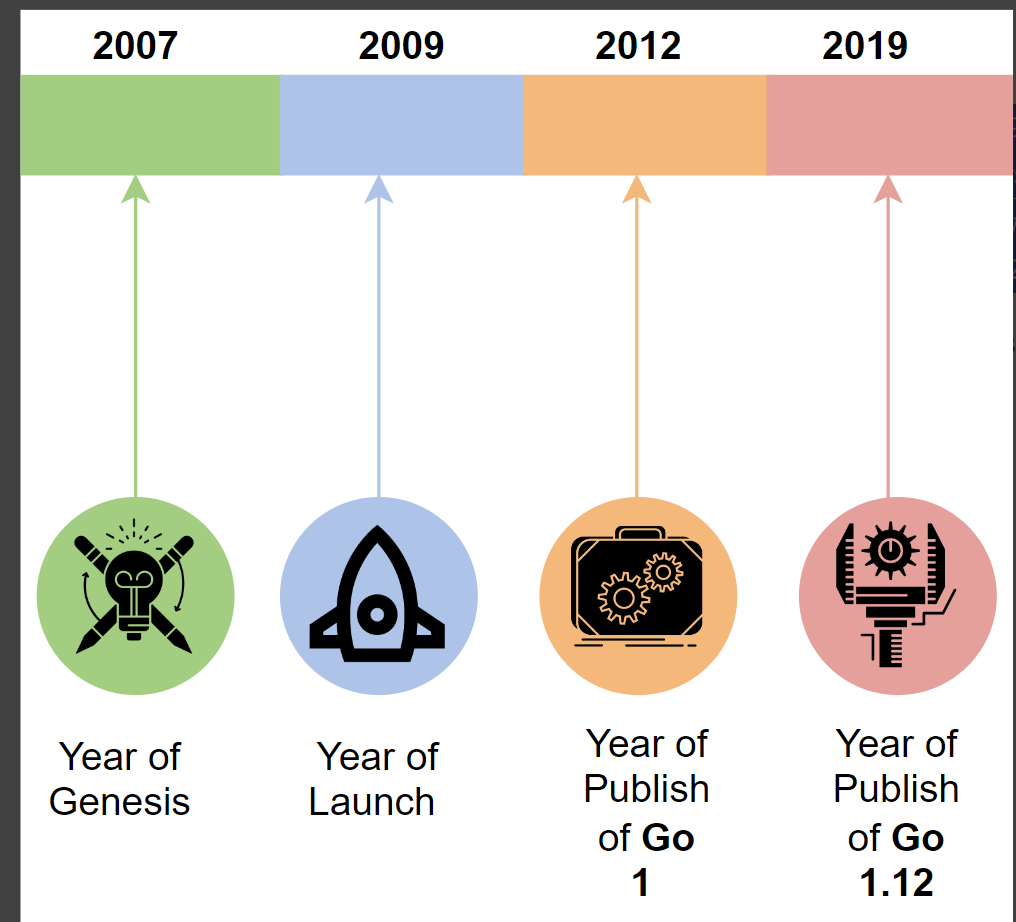 2007 2009 2012 2019
Year of
Genesis
Year of
Launch
Year of
Publish
of Go
1
Year of
Publish
of Go
1.12